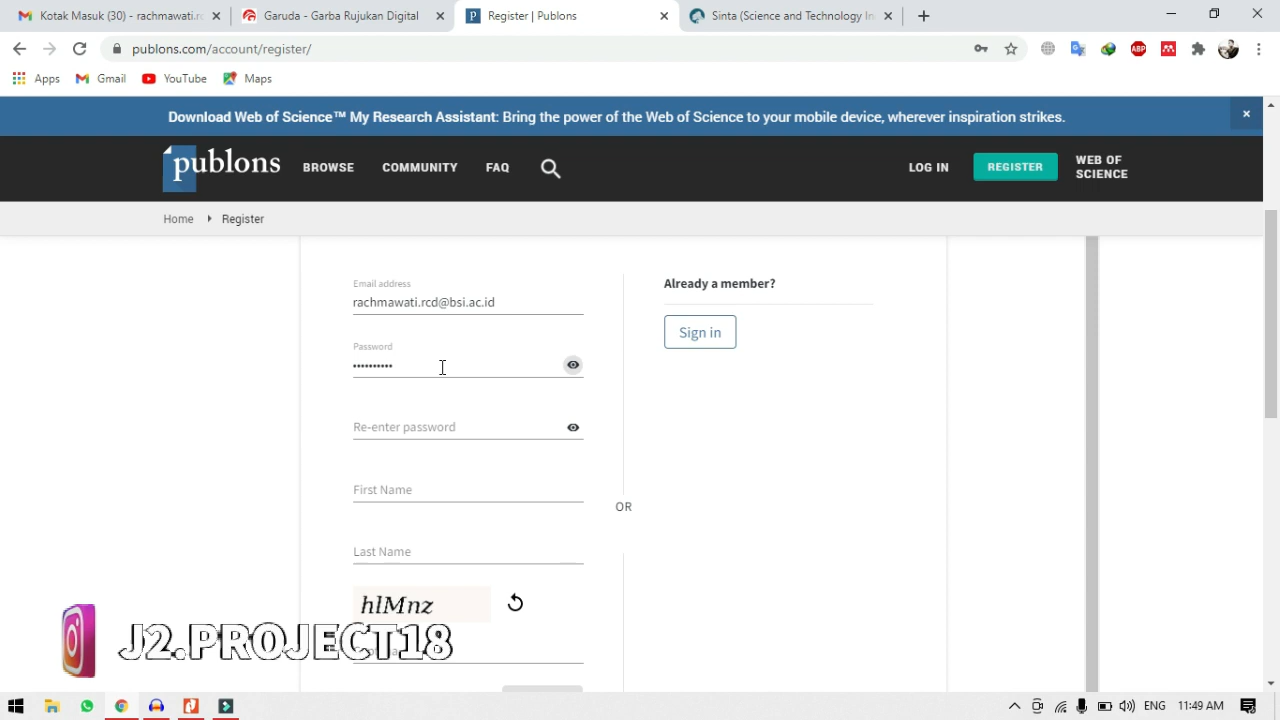 Kotak Masuk (30) - rachmawati.rc
Garuda - Garba Rujukan Digital
Register | Publons
Sinta (Science and Technology In
publons.com/account/register/
ABP
Apps
Gmail
YouTube
Maps
Download Web of Science™ My Research Assistant: Bring the power of the Web of Science to your mobile device, wherever inspiration strikes.
publons
BROWSE
COMMUNITY
FAQ
LOG IN
REGISTER
WEB OF
SCIENCE
Home
Register
Email address
rachmawati.rcd@bsi.ac.id
Password
••••••••••
Re-enter password
First Name
Last Name
hlMnz
Already a member?
Sign in
OR
J2.PROJECT18
ENG
11:49 AM